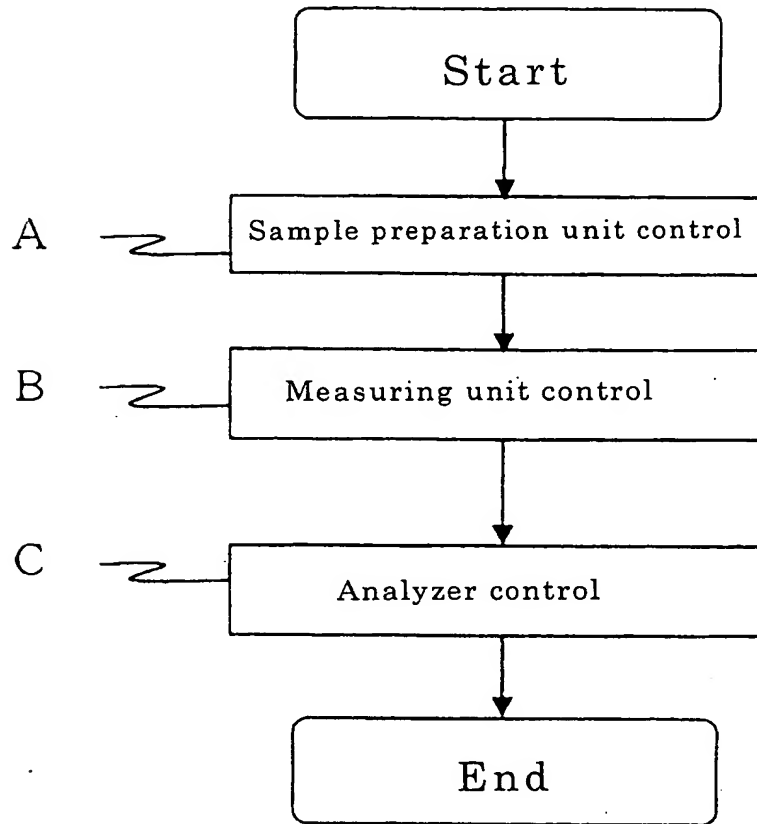 Start
A
Sample preparation unit control
B
Measuring unit control
C
Analyzer control
End